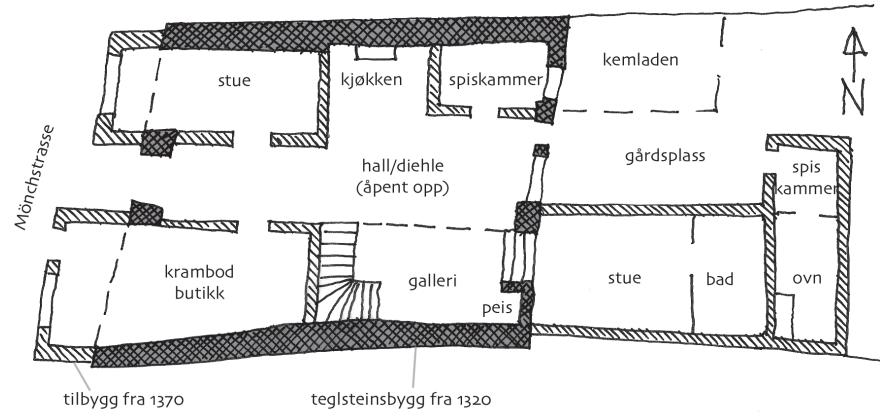 kemladen
stue
kjøkken
spiskammer
N
Mönchstrasse
hall/diehle
(åpent opp)
gårdsplass
spis
kammer
krambod
butikk
galleri
stue
bad
ovn
peis
tilbygg fra 1370
teglsteinsbygg fra 1320